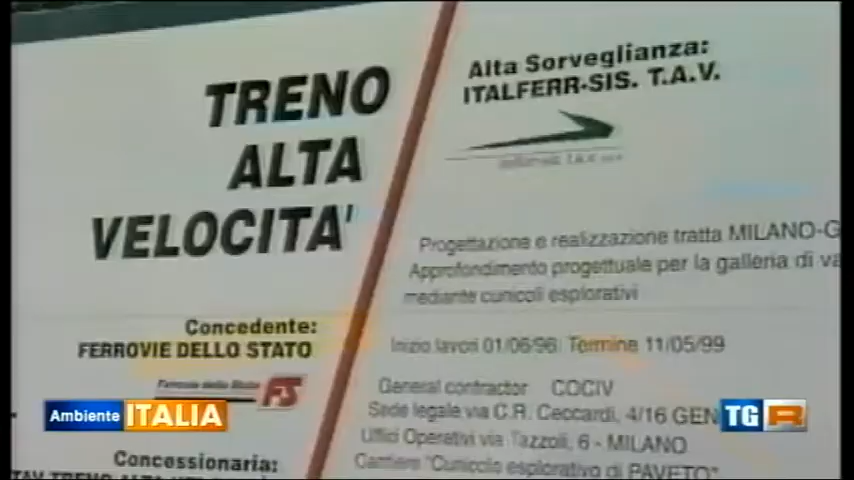 TRENO
ALTA
VELOCITA'
Concedente:
FERROVIE DELLO STATO
Ferrovie dello Stato FS
Concessionaria:
Alta Sorveglianza:
ITALFERR-SIS. T.A.V.
Progettazione e realizzazione tratta MILANO-G
Approfondimento progettuale per la galleria di va
mediante cunicoli esplorativi
Inizio lavori 01/06/96 Termine 11/05/99
General contractor COCIV
Sede legale via C.R. Ceccardi, 4/16 GEN
Uffici Operativi via Tazzoli, 6 - MILANO
Cantiere "Cunicolo esplorativo di PAVETO"
Ambiente ITALIA
TGR